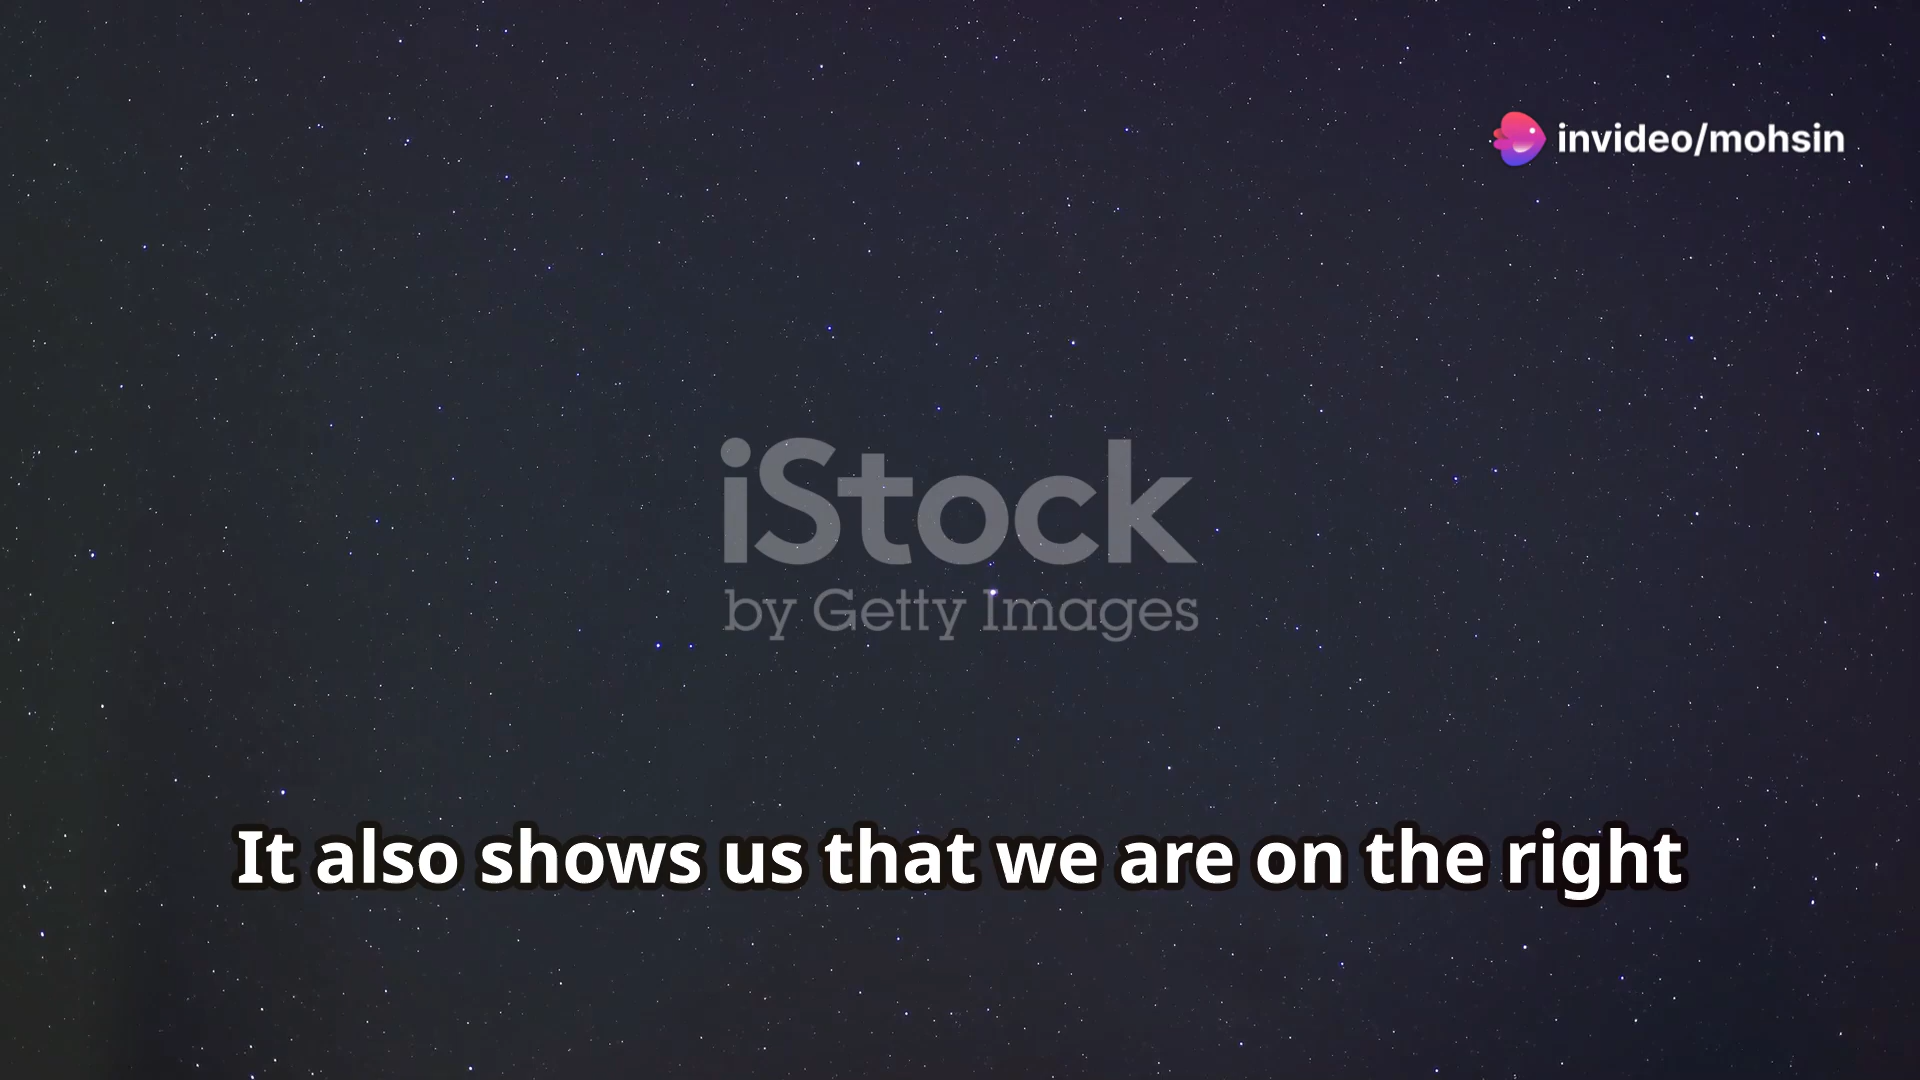 invideo/mohsin
iStock
by Getty Images
It also shows us that we are on the right